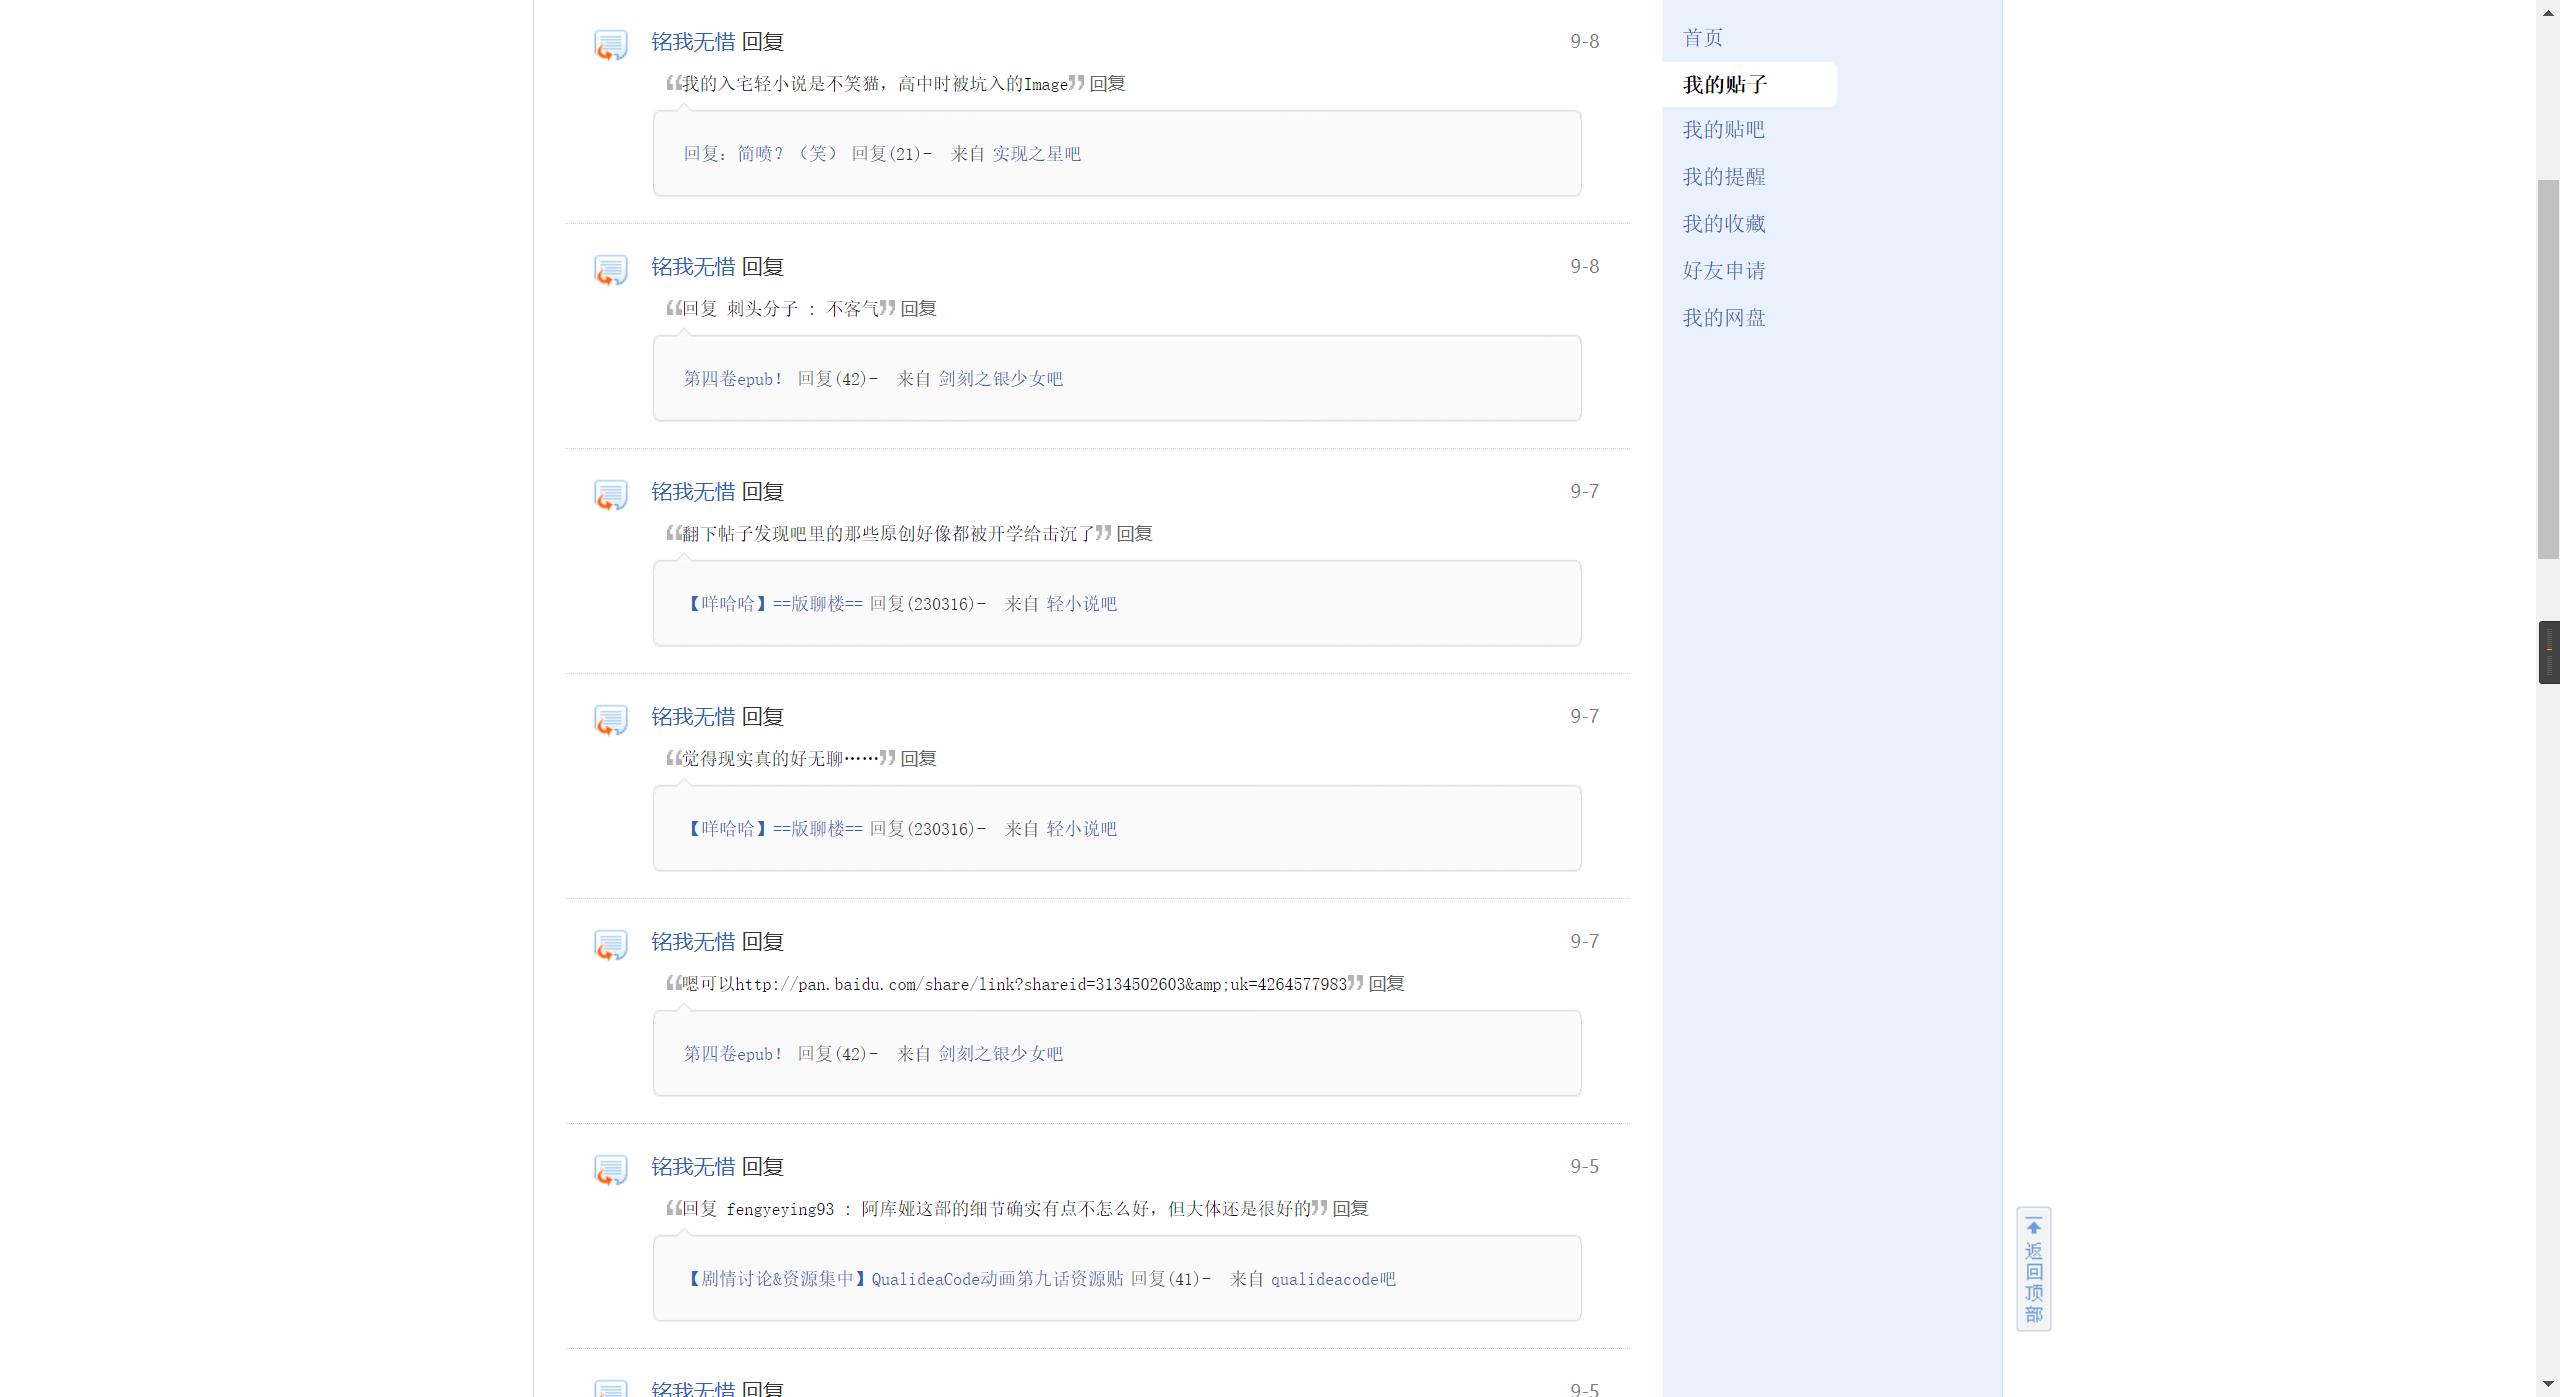 铭我无惜 回复 9-8
“我的入宅轻小说是不笑猫，高中时被坑入的Image” 回复
回复：简喷？（笑） 回复(21)- 来自 实现之星吧
铭我无惜 回复 9-8
“回复 刺头分子 : 不客气” 回复
第四卷epub！ 回复(42)- 来自 剑刻之银少女吧
铭我无惜 回复 9-7
“翻下帖子发现吧里的那些原创好像都被开学给击沉了” 回复
【咩哈哈】==版聊楼== 回复(230316)- 来自 轻小说吧
铭我无惜 回复 9-7
“觉得现实真的好无聊……” 回复
【咩哈哈】==版聊楼== 回复(230316)- 来自 轻小说吧
铭我无惜 回复 9-7
“嗯可以http://pan.baidu.com/share/link?shareid=3134502603&amp;uk=4264577983” 回复
第四卷epub！ 回复(42)- 来自 剑刻之银少女吧
铭我无惜 回复 9-5
“回复 fengyeying93 : 阿库娅这部的细节确实有点不怎么好，但大体还是很好的” 回复
【剧情讨论&资源集中】QualideaCode动画第九话资源贴 回复(41)- 来自 qualideacode吧
铭我无惜 回复 9-5
首页
我的贴子
我的贴吧
我的提醒
我的收藏
好友申请
我的网盘
返回顶部